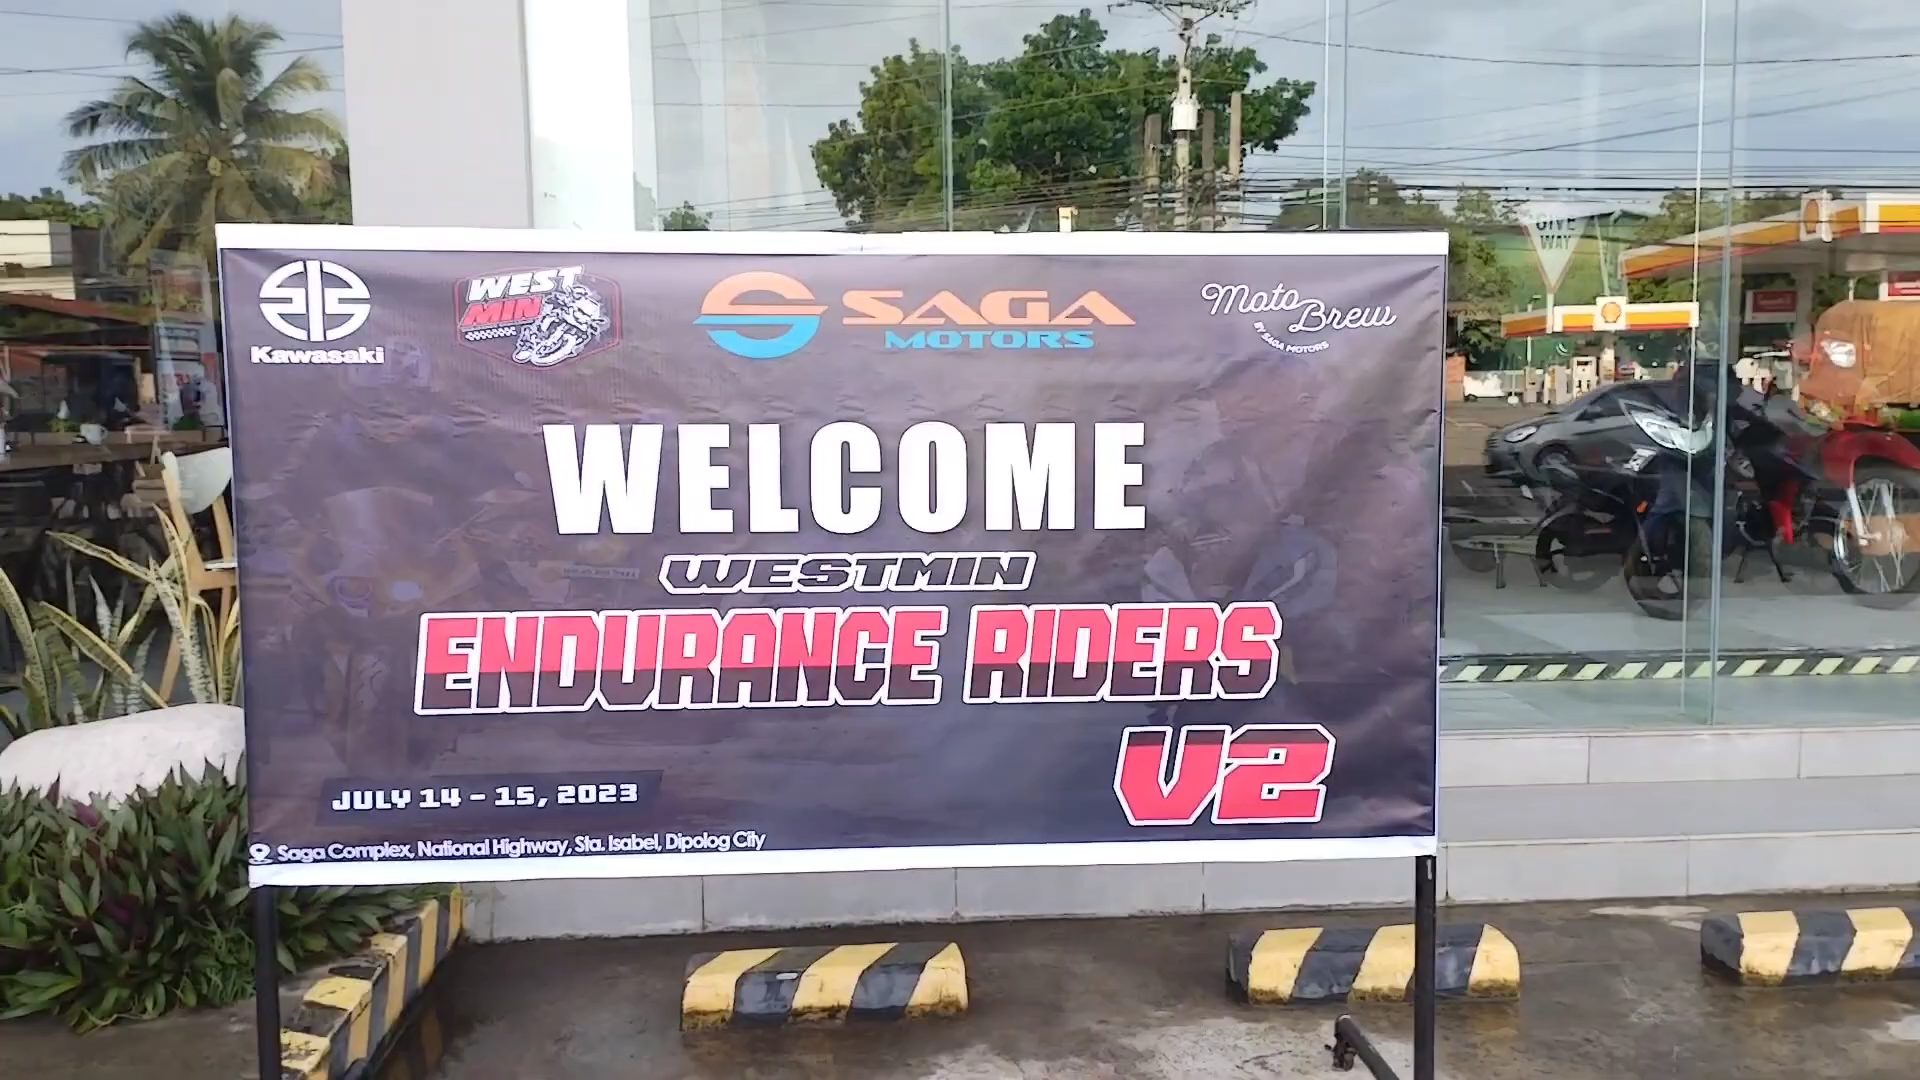 Kawasaki
WEST
MIN
SAGA
MOTORS
Moto
Brew
BY SAGA MOTORS
WELCOME
WESTMIN
ENDURANCE RIDERS
V2
JULY 14 - 15, 2023
Saga Complex, National Highway, Sta. Isabel, Dipolog City
GIVE
WAY